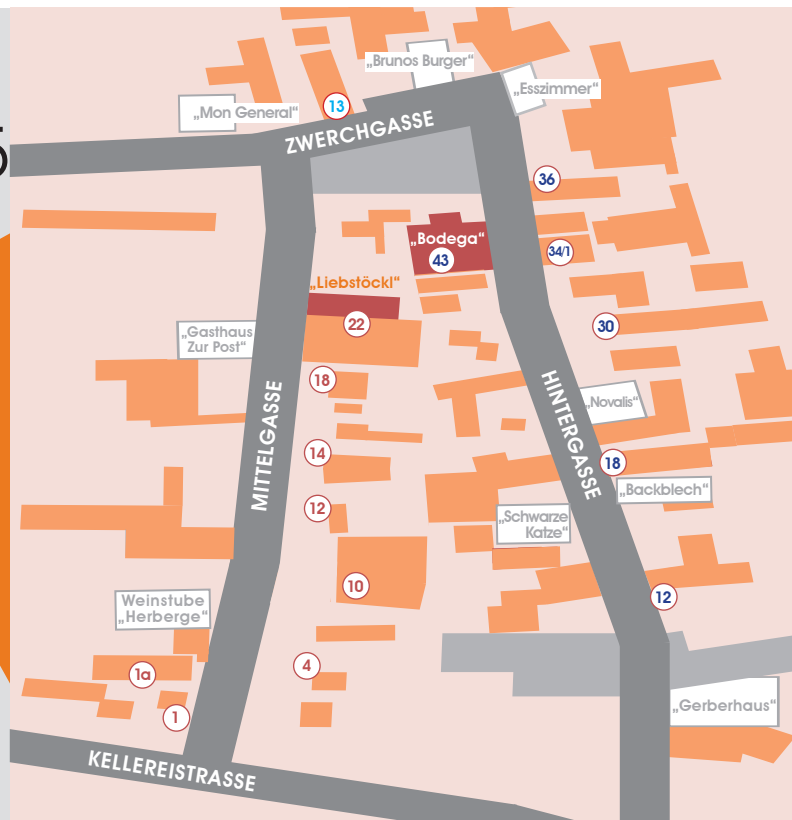 „Brunos Burger“
„Esszimmer“
„Mon General“
13
ZWERCHGASSE
36
„Bodega“
43
34/1
„Liebstöckl“
22
30
„Gasthaus
Zur Post“
18
MITTELGASSE
HINTERGASSE
„Novalis“
14
18
„Backblech“
12
„Schwarze
Katze“
10
12
Weinstube
„Herberge“
4
1a
1
„Gerberhaus“
KELLEREISTRASSE